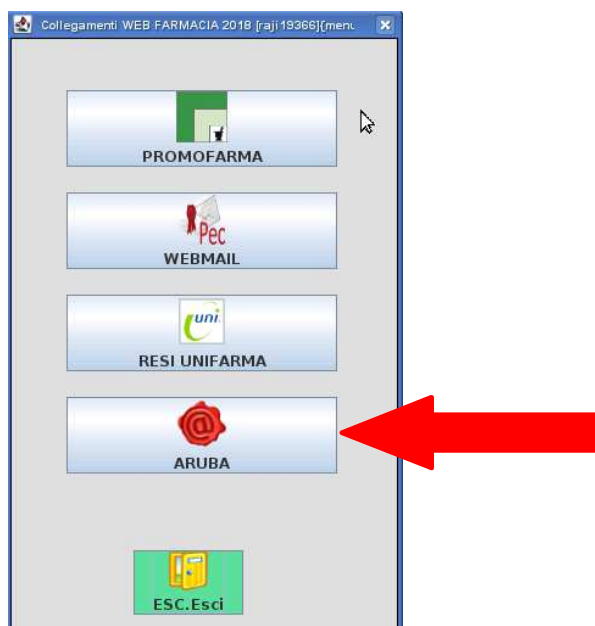 Collegamenti WEB FARMACIA 2018 [raji19366]{menu
PROMOFARMA
Pec
WEBMAIL
uni
RESI UNIFARMA
@
ARUBA
ESC.Esci